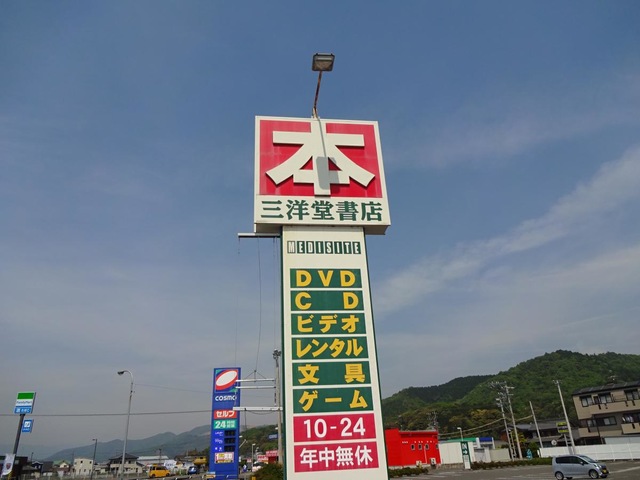 本
三洋堂書店
MEDISITE
DVD
CD
ビデオ
レンタル
文具
ゲーム
10-24
年中無休
COSMO
セルフ
24
FamilyMart